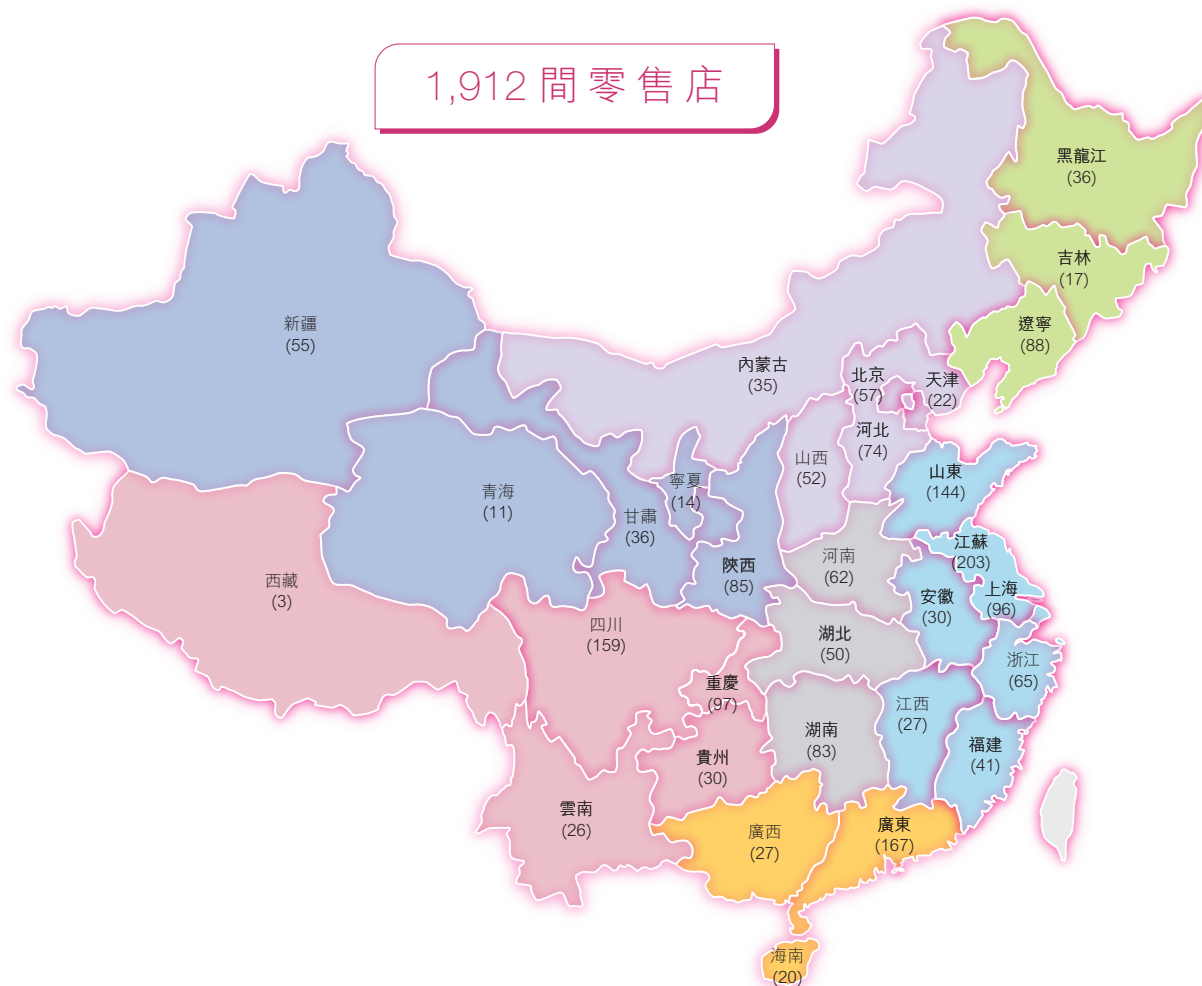 1,912 間零售店
黑龍江
(36)
吉林
(17)
遼寧
(88)
新疆
(55)
內蒙古
(35)
北京
(57)
天津
(22)
河北
(74)
山西
(52)
山東
(144)
青海
(11)
寧夏
(14)
甘肅
(36)
陝西
(85)
河南
(62)
江蘇
(203)
安徽
(30)
上海
(96)
西藏
(3)
四川
(159)
湖北
(50)
浙江
(65)
重慶
(97)
江西
(27)
湖南
(83)
福建
(41)
貴州
(30)
雲南
(26)
廣西
(27)
廣東
(167)
海南
(20)